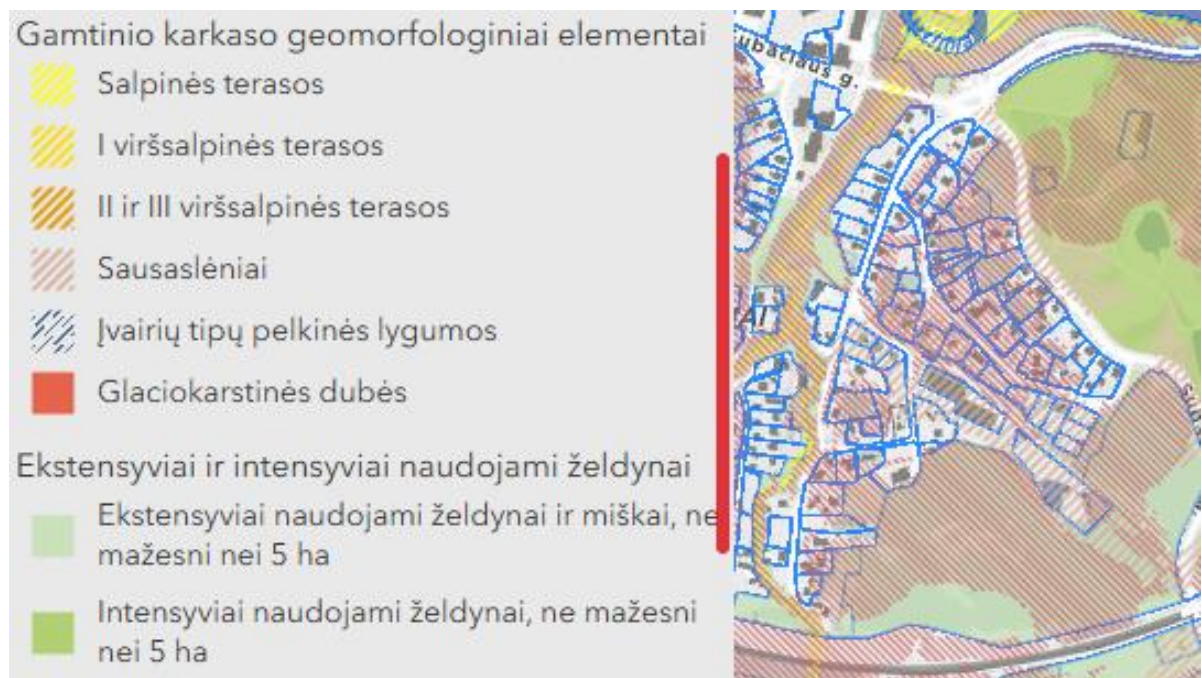 Gamtinio karkaso geomorfologiniai elementai
Salpinės terasos
I viršsalpinės terasos
II ir III viršsalpinės terasos
Sausaslėniai
Įvairių tipų pelkinės lygumos
Glaciokarstinės dubės
Ekstensyviai ir intensyviai naudojami želdynai
Ekstensyviai naudojami želdynai ir miškai, ne
mažesni nei 5 ha
Intensyviai naudojami želdynai, ne mažesni
nei 5 ha
ubačiaus g.